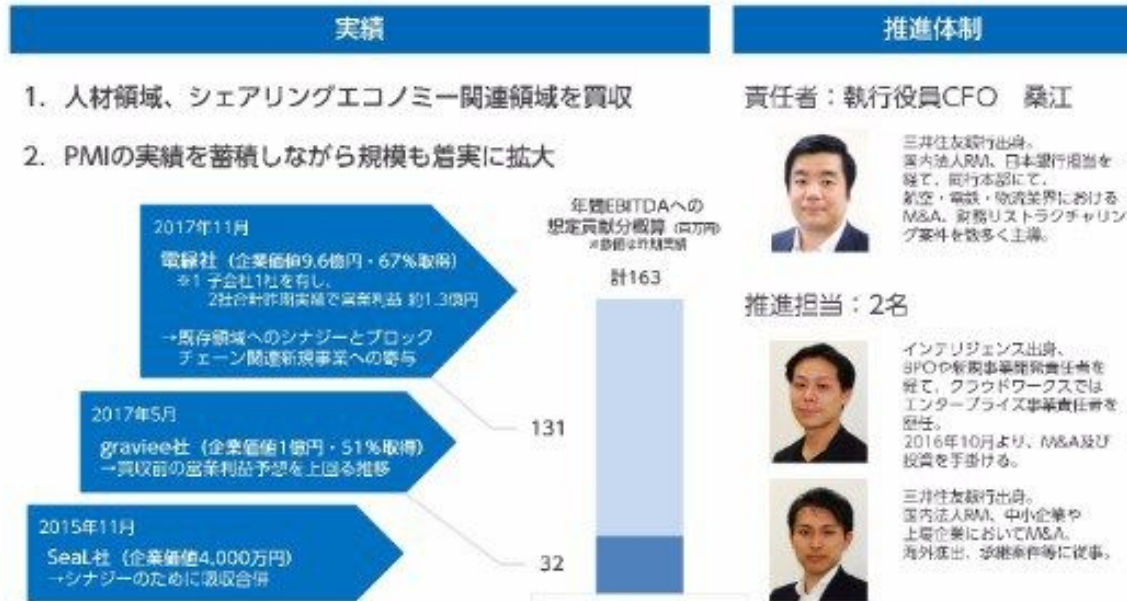 実績
1. 人材領域、シェアリングエコノミー関連領域を買収
2. PMIの実績を蓄積しながら規模も着実に拡大
2017年11月
電縁社（企業価値9.6億円・67%取得）
※1 子会社1社を有し、
2社合計昨期実績で営業利益 約1.3億円
→既存領域へのシナジーとブロック
チェーン関連新規事業への寄与
2017年5月
graviee社（企業価値1億円・51%取得）
→買収前の営業利益予想を上回る推移
2015年11月
SeaL社（企業価値4,000万円）
→シナジーのために吸収合併
年間EBITDAへの
想定貢献分概算（百万円）
※数値は昨期実績
計163
131
32
推進体制
責任者：執行役員CFO 桑江
三井住友銀行出身。
国内法人RM、日本銀行担当を
経て、同行本部にて、
航空・電鉄・物流業界における
M&A、財務リストラクチャリン
グ案件を数多く主導。
推進担当：2名
インテリジェンス出身、
BPOや新規事業開発責任者を
経て、クラウドワークスでは
エンタープライズ事業責任者を
歴任。
2016年10月より、M&A及び
投資を手掛ける。
三井住友銀行出身。
国内法人RM、中小企業や
上場企業においてM&A、
海外進出、承継案件等に従事。